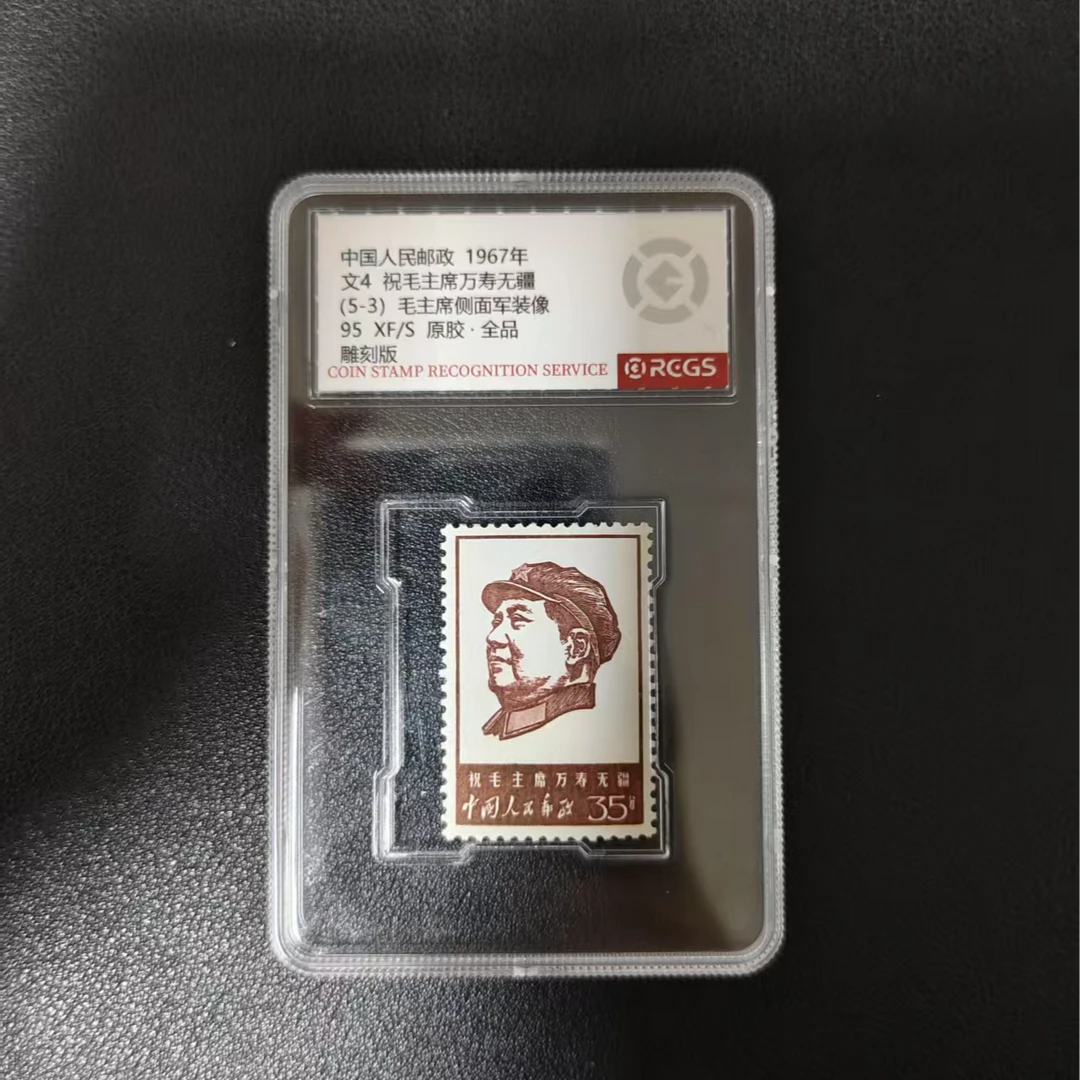 中国人民邮政 1967年
文4 祝毛主席万寿无疆
(5-3) 毛主席侧面军装像
95 XF/S 原胶·全品
雕刻版
COIN STAMP RECOGNITION SERVICE
RCGS
祝毛主席万寿无疆
中国人民邮政 35分